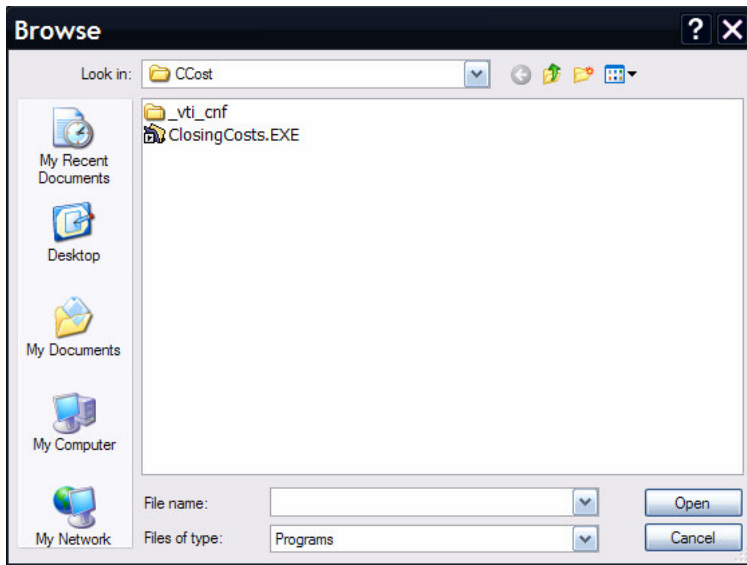 Browse
Look in:
CCost
_vti_cnf
ClosingCosts.EXE
My Recent
Documents
Desktop
My Documents
My Computer
My Network
File name:
Open
Files of type:
Programs
Cancel